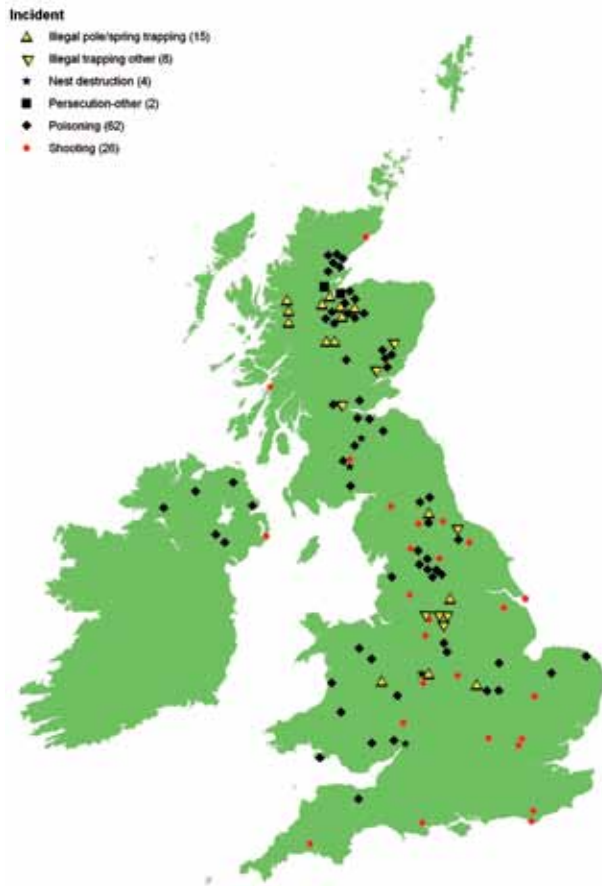 Incident
Illegal pole/spring trapping (15)
Illegal trapping other (8)
Nest destruction (4)
Persecution-other (2)
Poisoning (62)
Shooting (26)